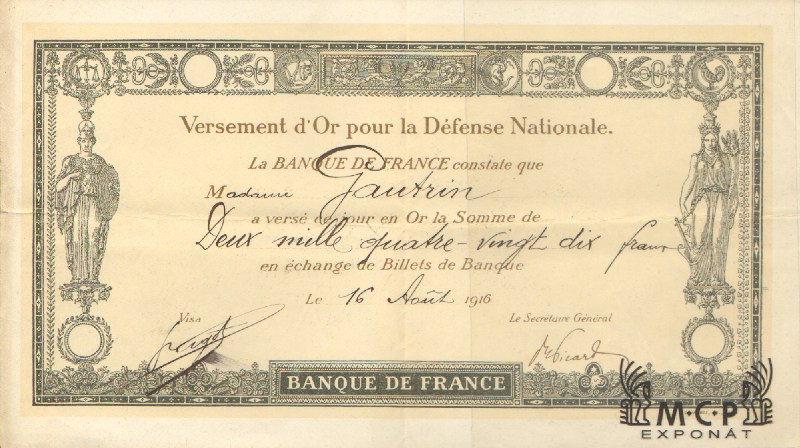 Versement d'Or pour la Défense Nationale.
La BANQUE DE FRANCE constate que
Madame Gautrin
a versé ce jour en Or la Somme de
Deux mille quatre-vingt dix francs
en échange de Billets de Banque
Le 16 Août 1916
Visa
Le Secrétaire Général
Picard
BANQUE DE FRANCE
M·C·P
EXPONÁT